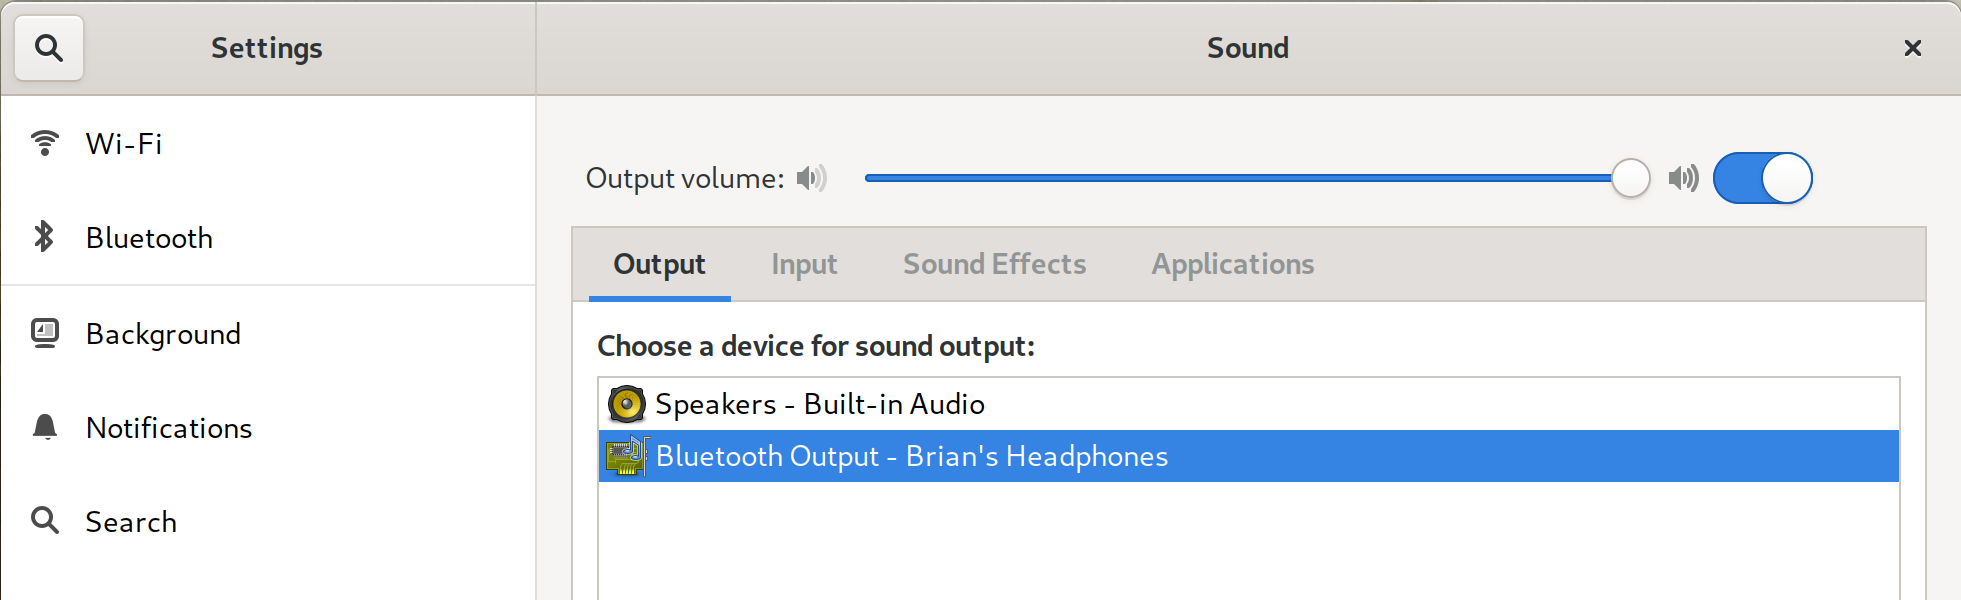 Settings
Sound
Wi-Fi
Bluetooth
Background
Notifications
Search
Output volume:
Output Input Sound Effects Applications
Choose a device for sound output:
Speakers - Built-in Audio
Bluetooth Output - Brian's Headphones